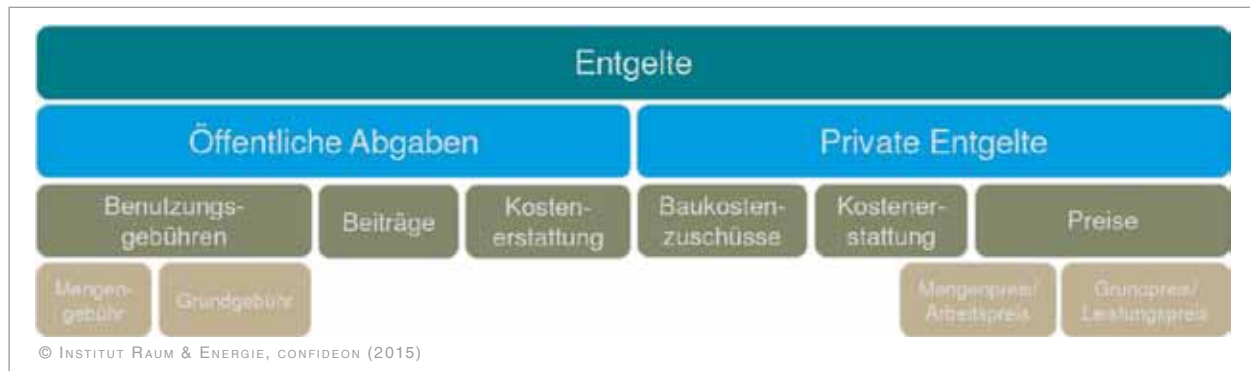 Entgelte
Öffentliche Abgaben
Private Entgelte
Benutzungs-
gebühren
Beiträge
Kosten-
erstattung
Baukosten-
zuschüsse
Kostener-
stattung
Preise
Mengen-
gebühr
Grundgebühr
Mengenpreis/
Arbeitspreis
Grundpreis/
Leistungspreis
© INSTITUT RAUM & ENERGIE, CONFIDEON (2015)